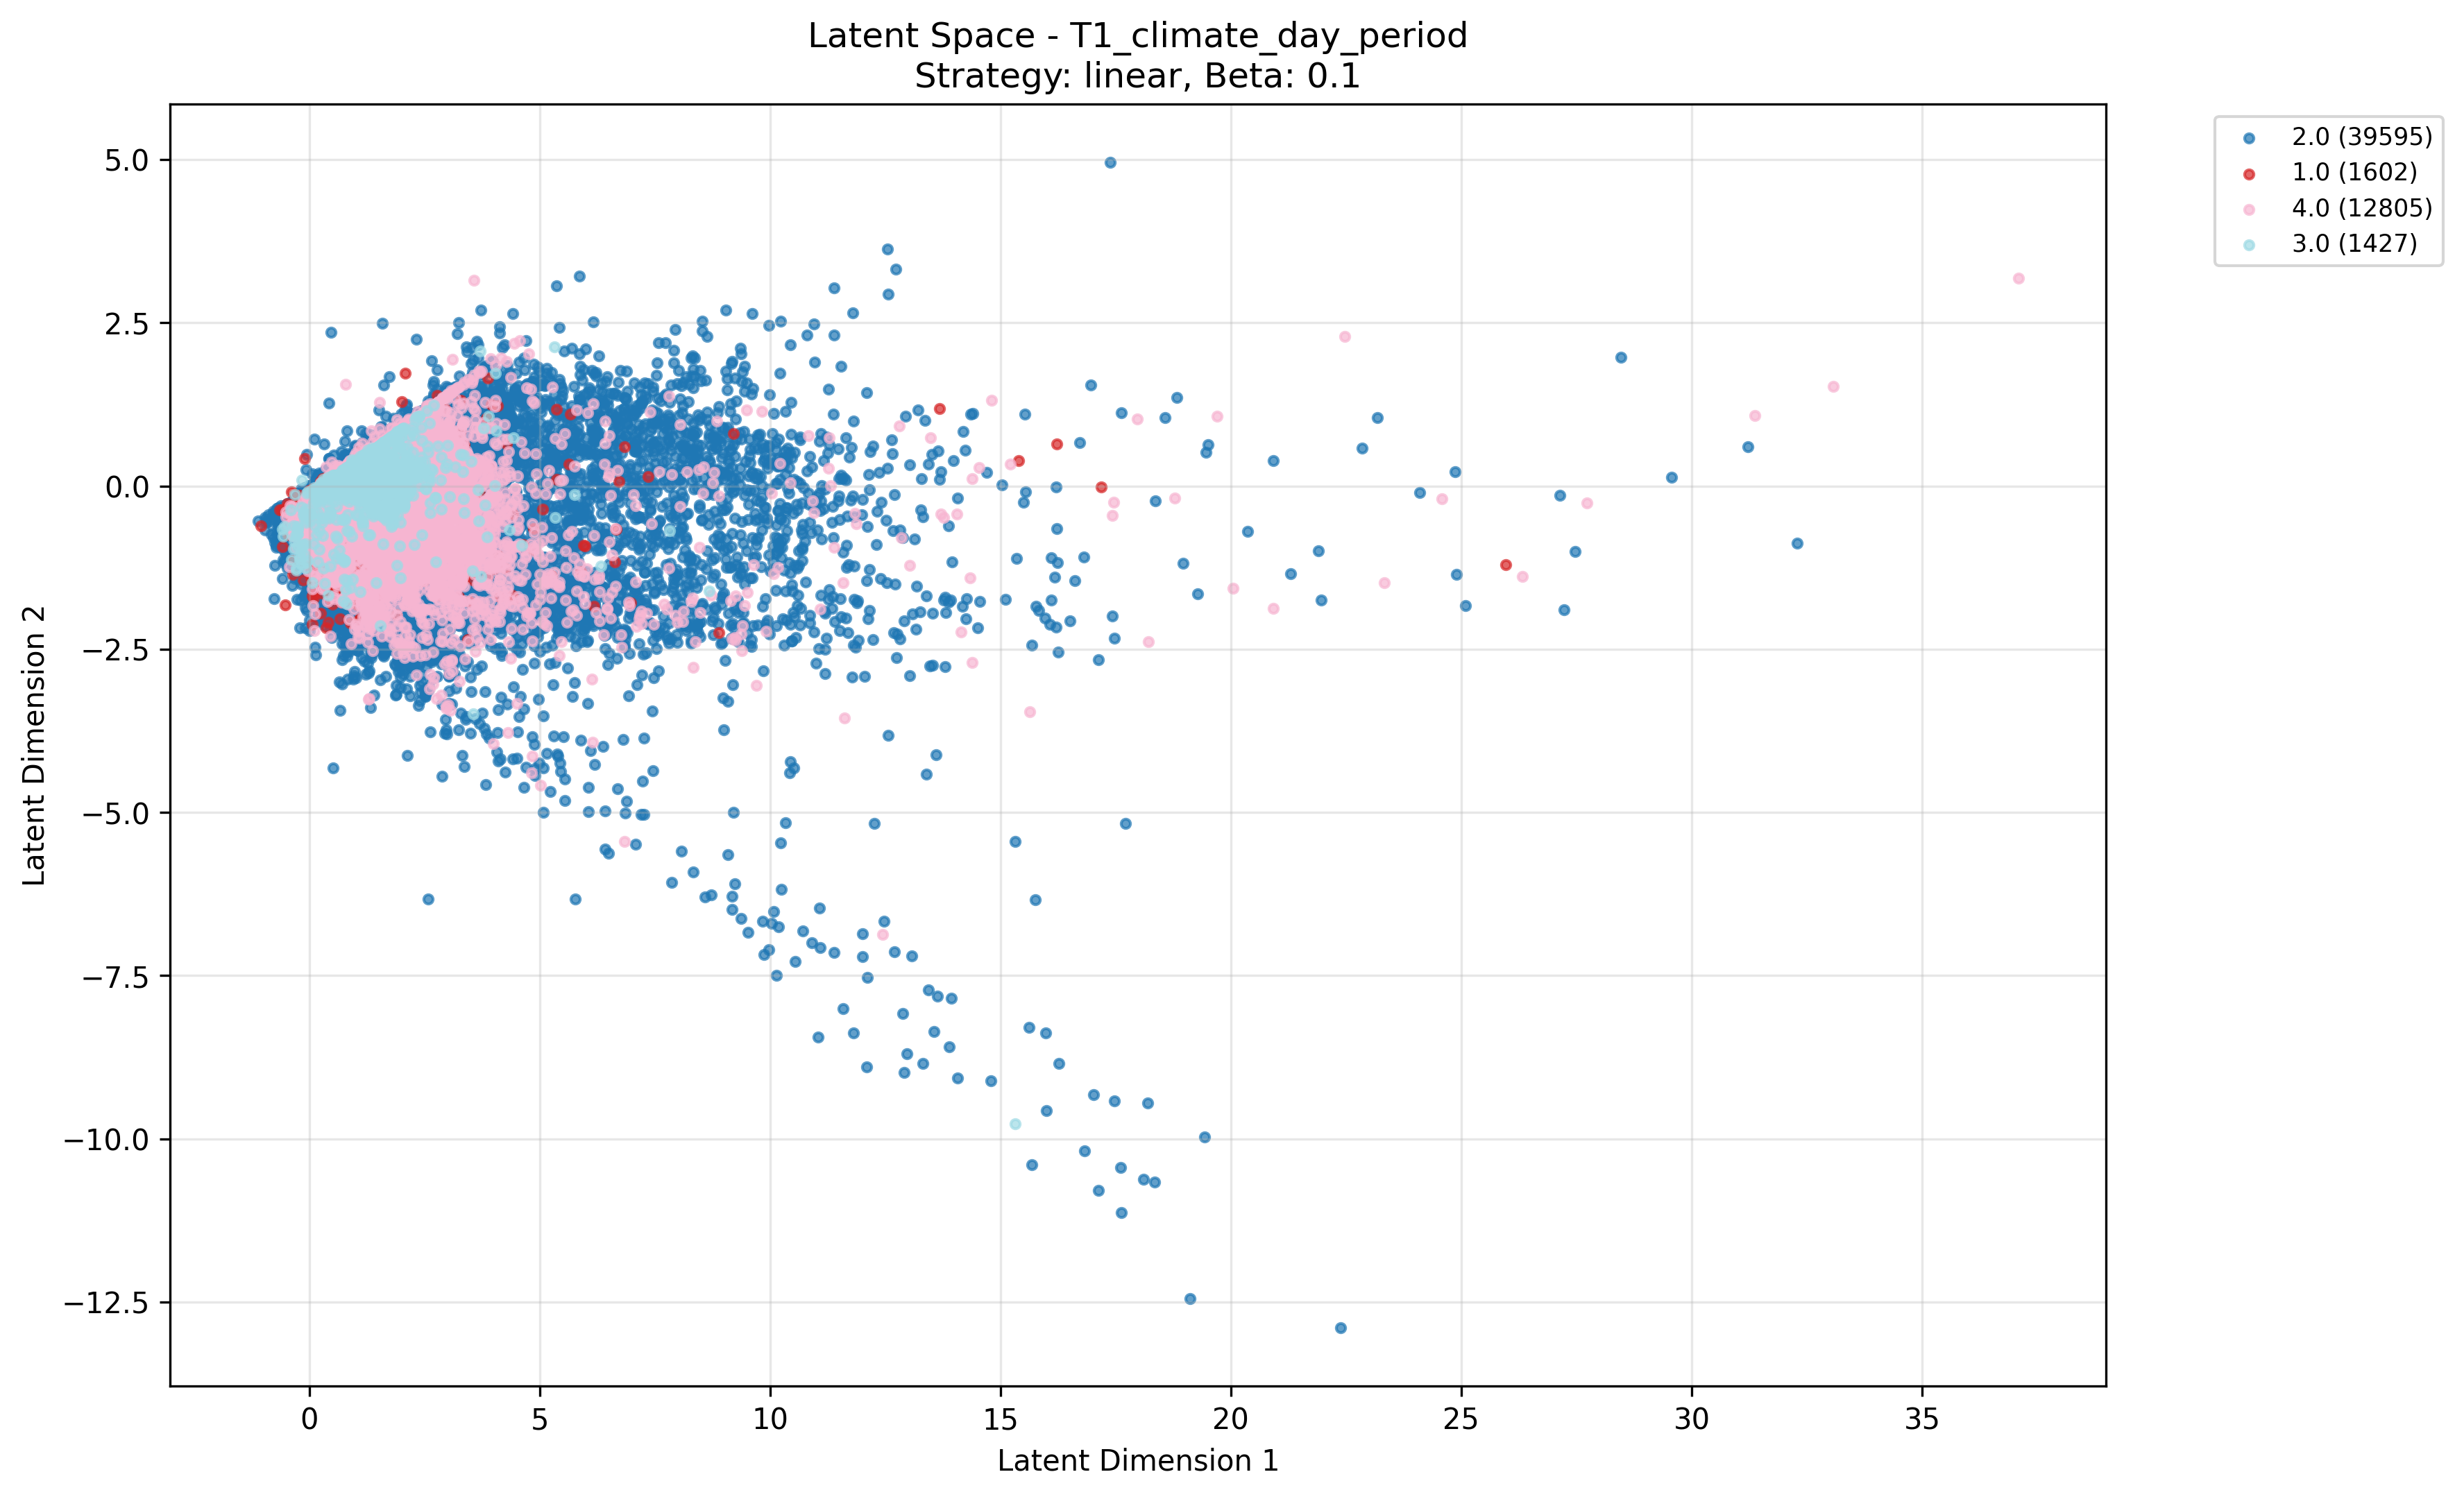 Latent Space - T1_climate_day_period
Strategy: linear, Beta: 0.1
2.0 (39595)
1.0 (1602)
4.0 (12805)
3.0 (1427)
Latent Dimension 2
5.0
2.5
0.0
−2.5
−5.0
−7.5
−10.0
−12.5
0 5 10 15 20 25 30 35
Latent Dimension 1